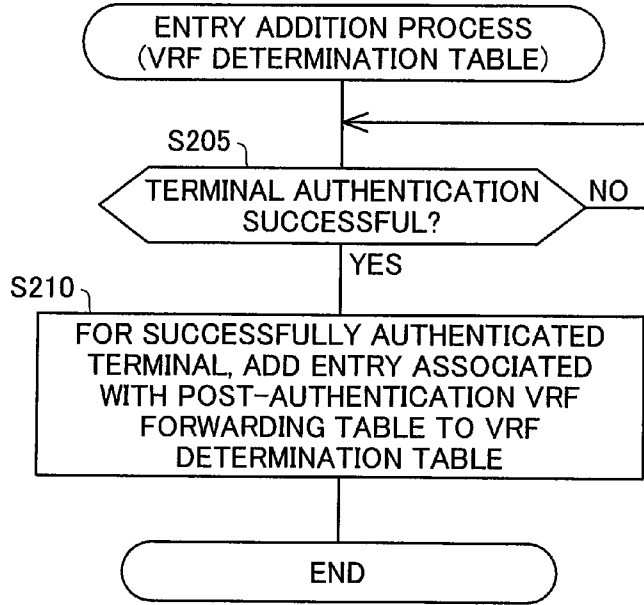 ENTRY ADDITION PROCESS
(VRF DETERMINATION TABLE)
S205
TERMINAL AUTHENTICATION
SUCCESSFUL?
NO
YES
S210
FOR SUCCESSFULLY AUTHENTICATED
TERMINAL, ADD ENTRY ASSOCIATED
WITH POST-AUTHENTICATION VRF
FORWARDING TABLE TO VRF
DETERMINATION TABLE
END